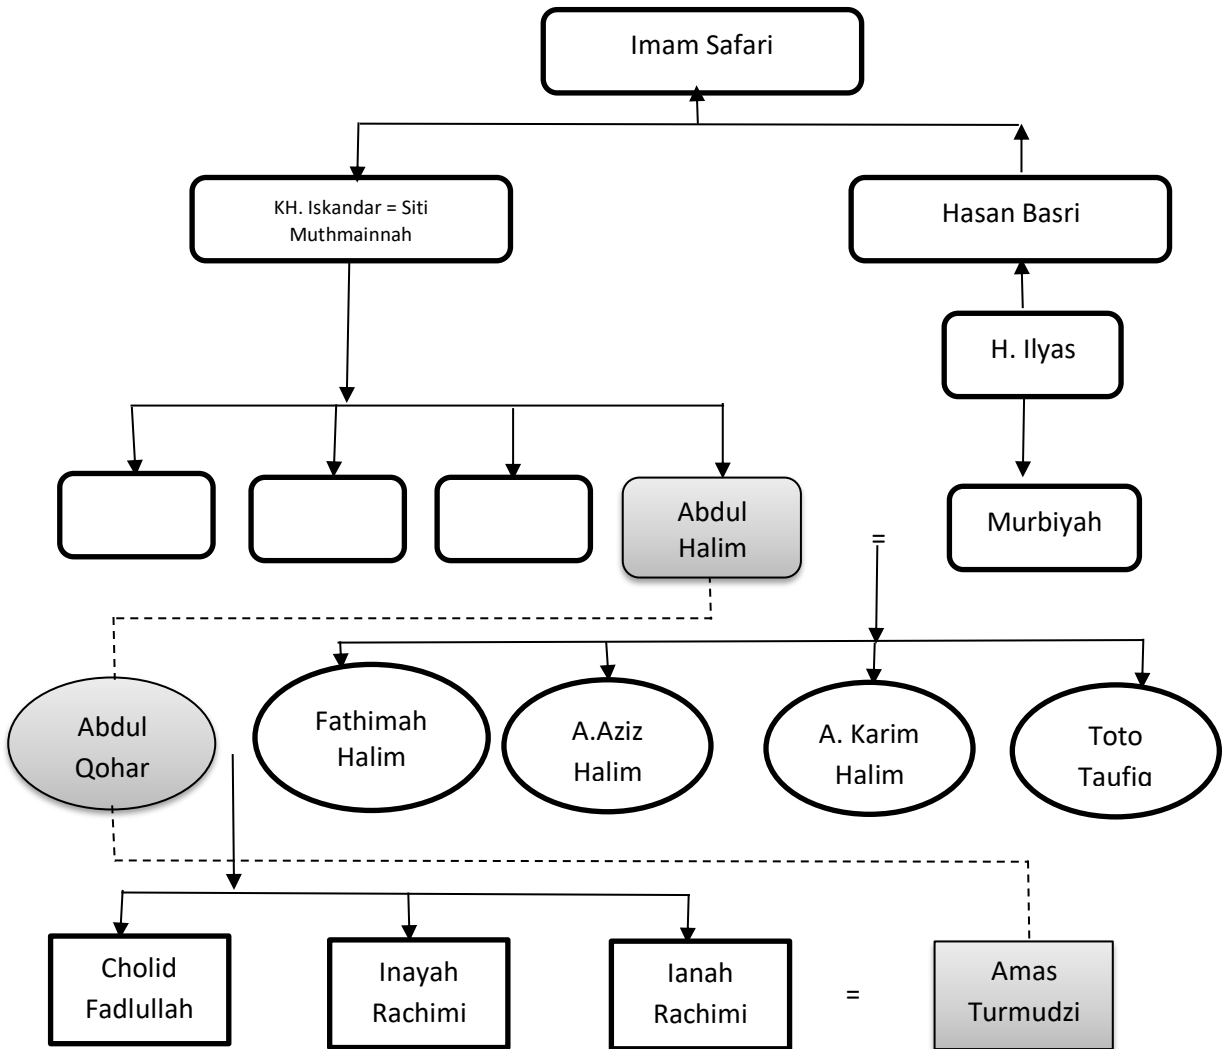 Imam Safari
KH. Iskandar = Siti
Muthmainnah
Hasan Basri
H. Ilyas
Abdul
Halim
=
Murbiyah
Abdul
Qohar
Fathimah
Halim
A.Aziz
Halim
A. Karim
Halim
Toto
Taufiq
Cholid
Fadlullah
Inayah
Rachimi
Ianah
Rachimi
=
Amas
Turmudzi